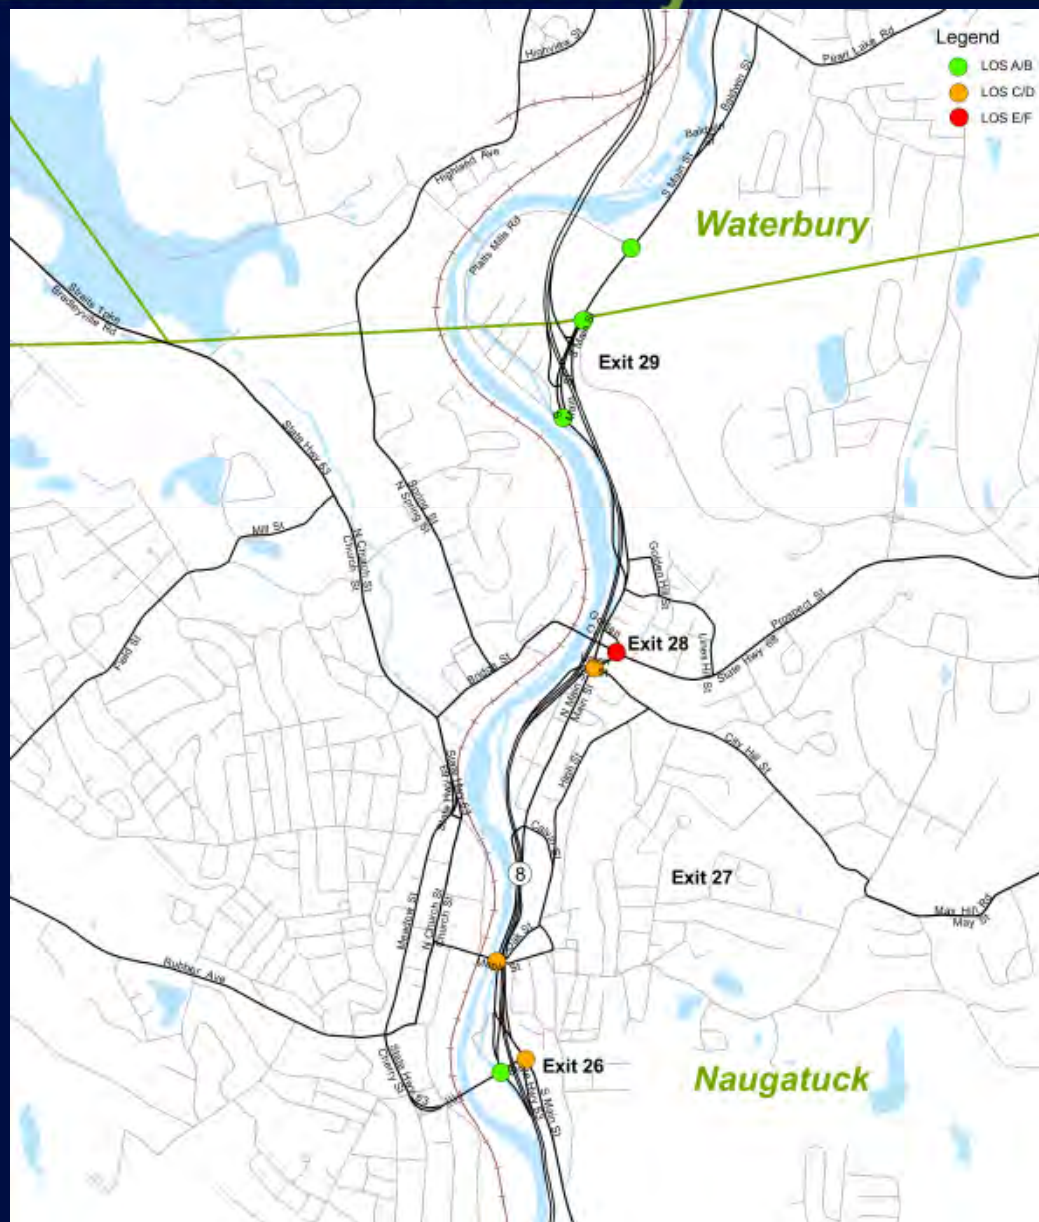 Legend
LOS A/B
LOS C/D
LOS E/F
Highview St
Pearl Lake Rd
Baldwin St
S Main St
Highland Ave
Platts Mills Rd
Waterbury
Straits Tpke
Bradleyville Rd
Exit 29
State Hwy 63
Spring St
N Spring St
Mill St
N Church St
Church St
Golden Hill St
Field St
Prospect St
State Hwy 68
Exit 28
Bridge St
N Main
Main St
City Hill St
High St
State Hwy 63
8
Exit 27
May Hill Rd
May St
Meadow St
N Church St
Church St
Rubber Ave
Exit 26
State Hwy 63
Cherry St
S Main St
Naugatuck